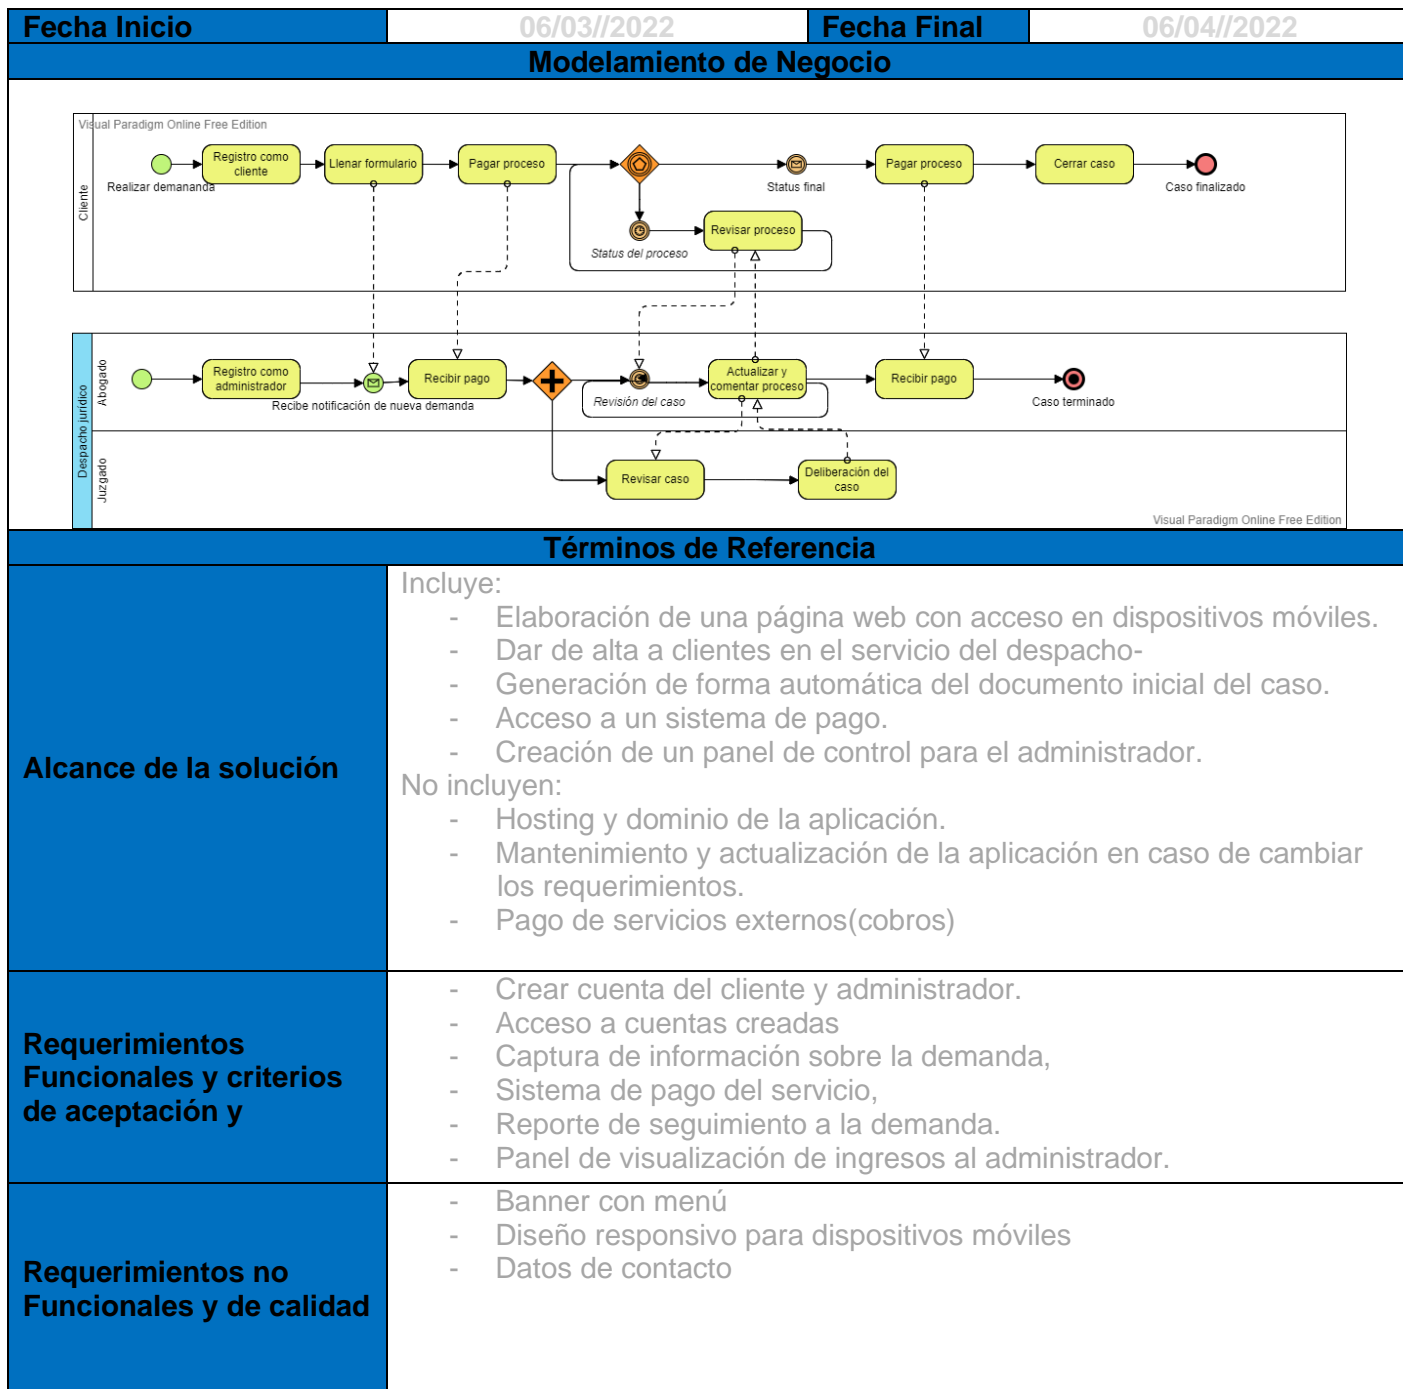 Fecha Inicio 06/03//2022 Fecha Final 06/04//2022
Modelamiento de Negocio
Visual Paradigm Online Free Edition
Cliente
Realizar demananda
Registro como
cliente
Llenar formulario
Pagar proceso
Status final
Pagar proceso
Cerrar caso
Caso finalizado
Status del proceso
Revisar proceso
Despacho jurídico
Abogado
Registro como
administrador
Recibe notificación de nueva demanda
Recibir pago
Revisión del caso
Actualizar y
comentar proceso
Recibir pago
Caso terminado
Juzgado
Revisar caso
Deliberación del
caso
Visual Paradigm Online Free Edition
Términos de Referencia
Alcance de la solución
Incluye:
- Elaboración de una página web con acceso en dispositivos móviles.
- Dar de alta a clientes en el servicio del despacho-
- Generación de forma automática del documento inicial del caso.
- Acceso a un sistema de pago.
- Creación de un panel de control para el administrador.
No incluyen:
- Hosting y dominio de la aplicación.
- Mantenimiento y actualización de la aplicación en caso de cambiar
los requerimientos.
- Pago de servicios externos(cobros)
Requerimientos
Funcionales y criterios
de aceptación y
- Crear cuenta del cliente y administrador.
- Acceso a cuentas creadas
- Captura de información sobre la demanda,
- Sistema de pago del servicio,
- Reporte de seguimiento a la demanda.
- Panel de visualización de ingresos al administrador.
Requerimientos no
Funcionales y de calidad
- Banner con menú
- Diseño responsivo para dispositivos móviles
- Datos de contacto